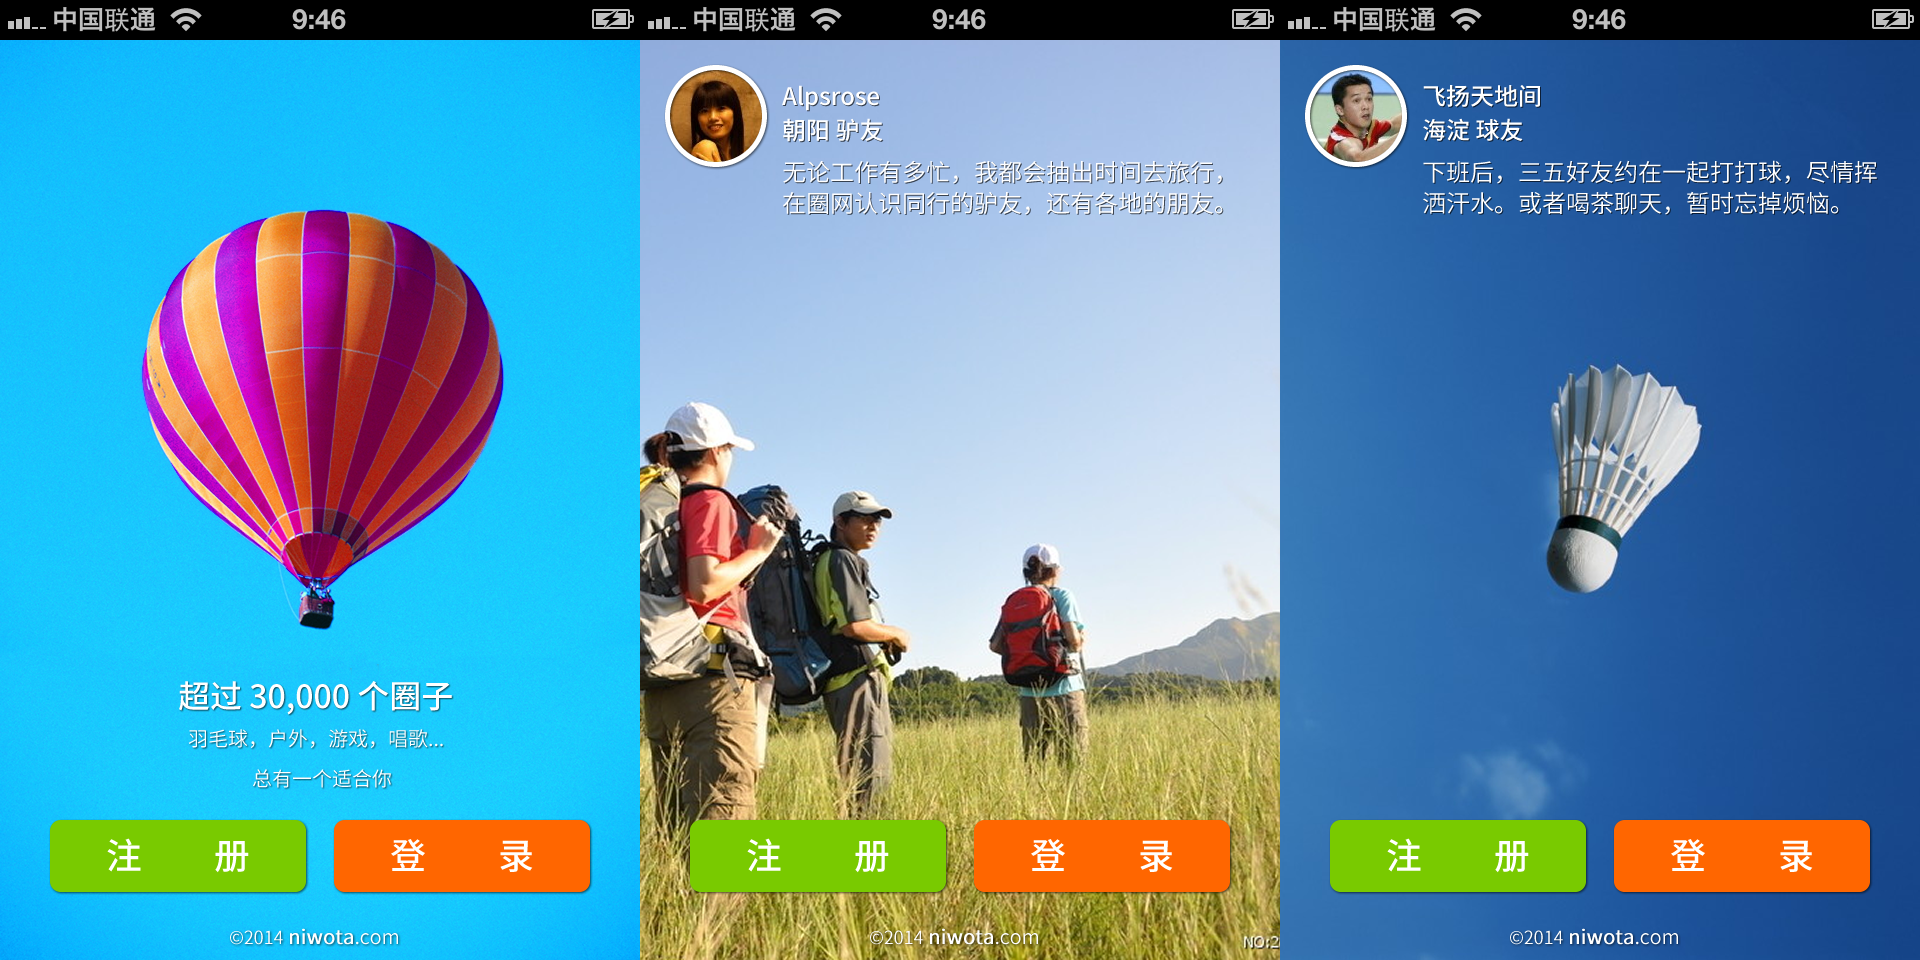 中国联通 9:46
超过 30,000 个圈子
羽毛球，户外，游戏，唱歌...
总有一个适合你
注 册
登 录
©2014 niwota.com
中国联通 9:46
Alpsrose
朝阳 驴友
无论工作有多忙，我都会抽出时间去旅行，
在圈网认识同行的驴友，还有各地的朋友。
注 册
登 录
©2014 niwota.com
NO:2
中国联通 9:46
飞扬天地间
海淀 球友
下班后，三五好友约在一起打打球，尽情挥
洒汗水。或者喝茶聊天，暂时忘掉烦恼。
注 册
登 录
©2014 niwota.com